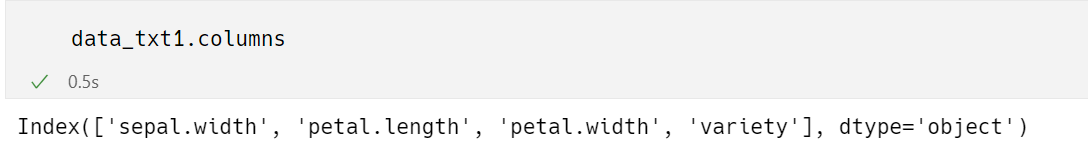 data_txt1.columns
0.5s
Index(['sepal.width', 'petal.length', 'petal.width', 'variety'], dtype='object')